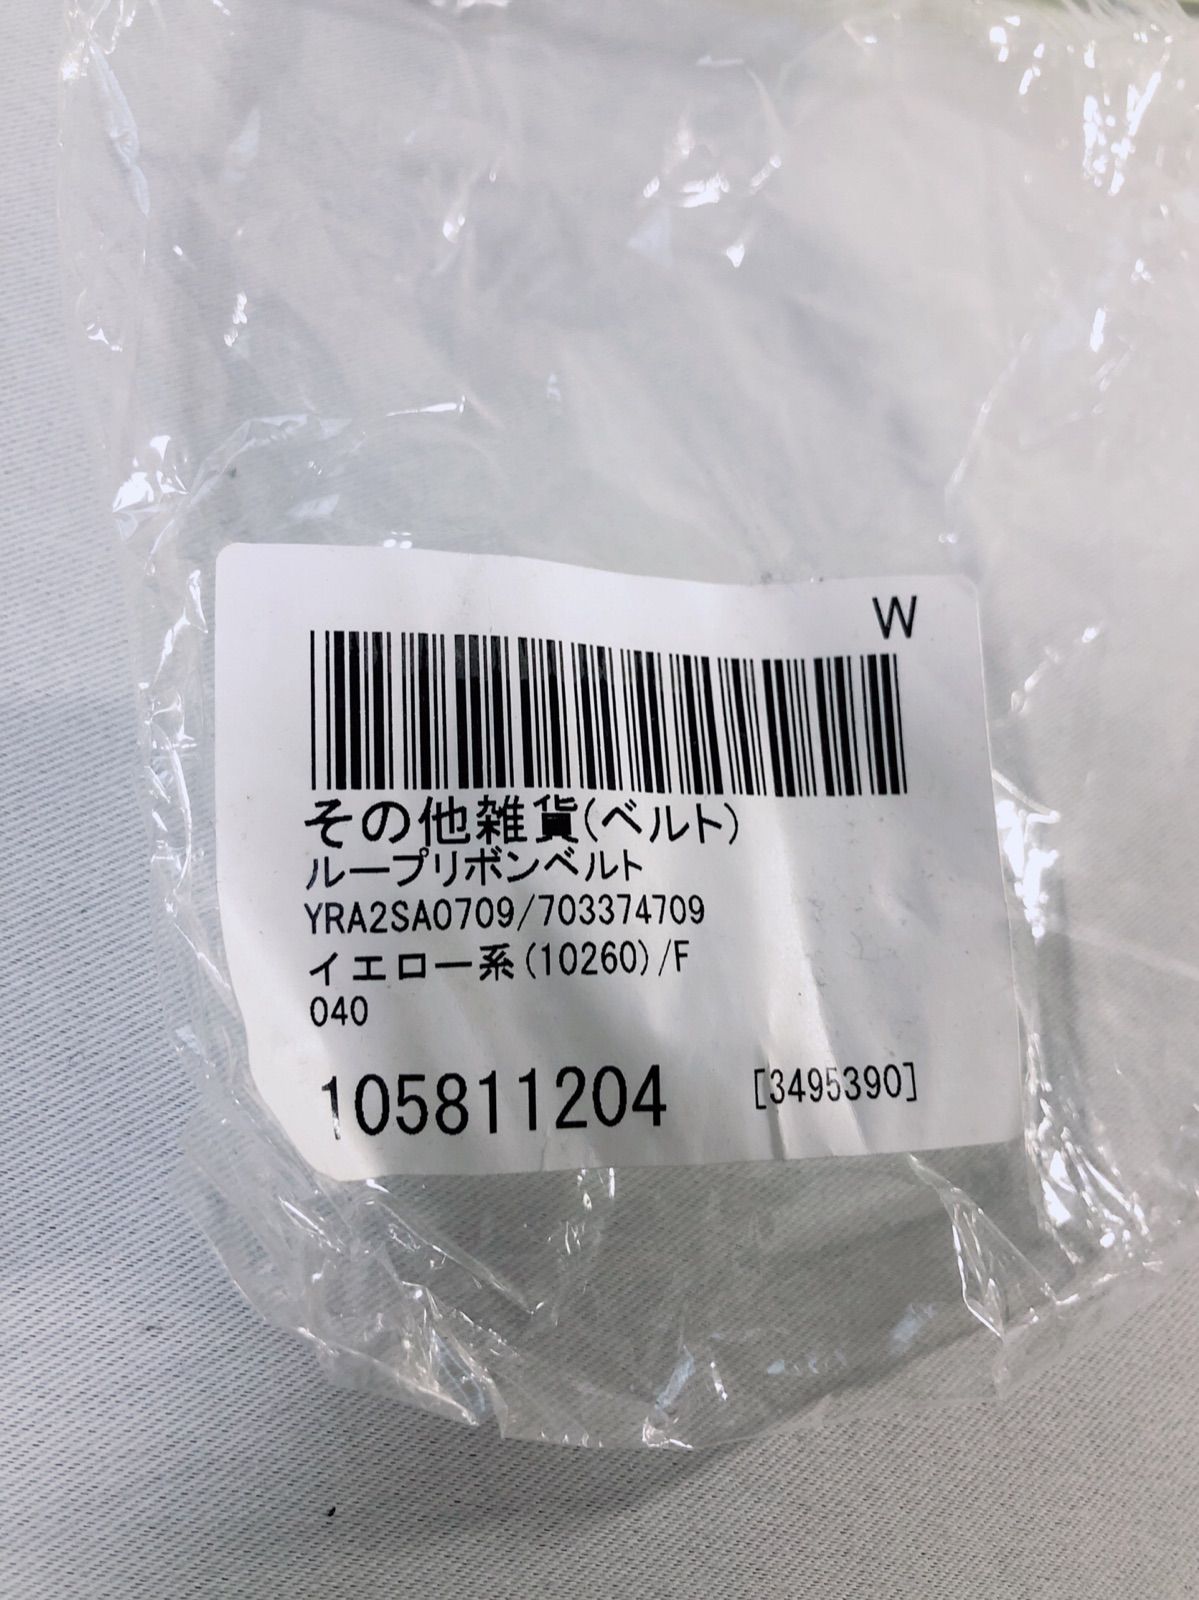 W
その他雑貨(ベルト)
ループリボンベルト
YRA2SA0709/703374709
イエロー系(10260)/F
040
105811204 [3495390]